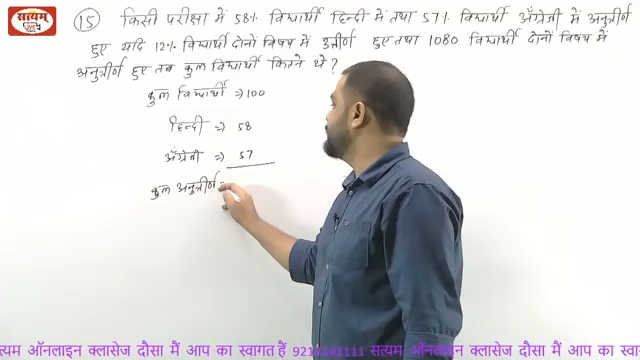 सत्यम
(15) किसी परीक्षा में 58% विद्यार्थी हिन्दी में तथा 57% विद्यार्थी अँग्रेजी में अनुत्तीर्ण
हुए यदि 12% विद्यार्थी दोनों विषय में उत्तीर्ण हुए तथा 1080 विद्यार्थी दोनों विषय में
अनुत्तीर्ण हुए तब कुल विद्यार्थी कितने थे ?
कुल विद्यार्थी ⇒ 100
हिन्दी ⇒ 58
अँग्रेजी ⇒ 57
कुल अनुत्तीर्ण
सत्यम ऑनलाइन क्लासेज दौसा मैं आप का स्वागत हैं 9214241111 सत्यम ऑनलाइन क्लासेज दौसा मैं आप का